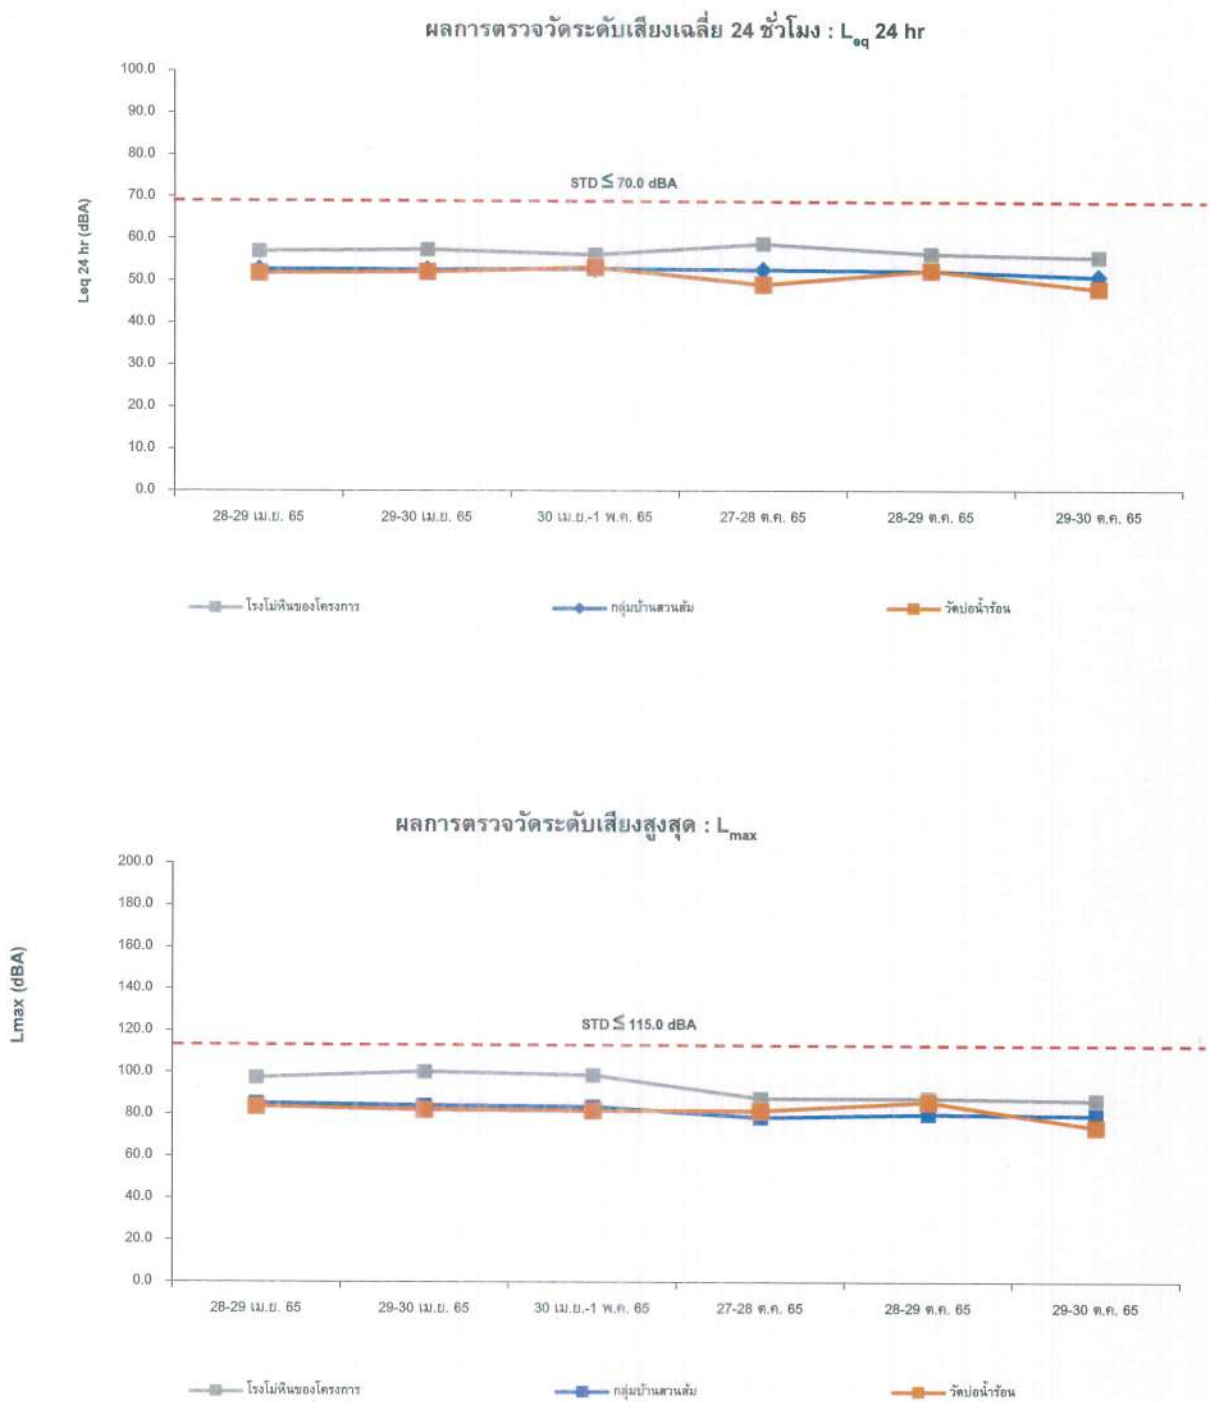 ผลการตรวจวัดระดับเสียงเฉลี่ย 24 ชั่วโมง : Leq 24 hr
100.0
90.0
80.0
70.0
60.0
50.0
40.0
30.0
20.0
10.0
0.0
Leq 24 hr (dBA)
STD ≤ 70.0 dBA
28-29 เม.ย. 65
29-30 เม.ย. 65
30 เม.ย.-1 พ.ค. 65
27-28 ต.ค. 65
28-29 ต.ค. 65
29-30 ต.ค. 65
โรงโม่หินของโครงการ
กลุ่มบ้านสวนส้ม
วัดบ่อน้ำร้อน
ผลการตรวจวัดระดับเสียงสูงสุด : Lmax
200.0
180.0
160.0
140.0
120.0
100.0
80.0
60.0
40.0
20.0
0.0
Lmax (dBA)
STD ≤ 115.0 dBA
28-29 เม.ย. 65
29-30 เม.ย. 65
30 เม.ย.-1 พ.ค. 65
27-28 ต.ค. 65
28-29 ต.ค. 65
29-30 ต.ค. 65
โรงโม่หินของโครงการ
กลุ่มบ้านสวนส้ม
วัดบ่อน้ำร้อน